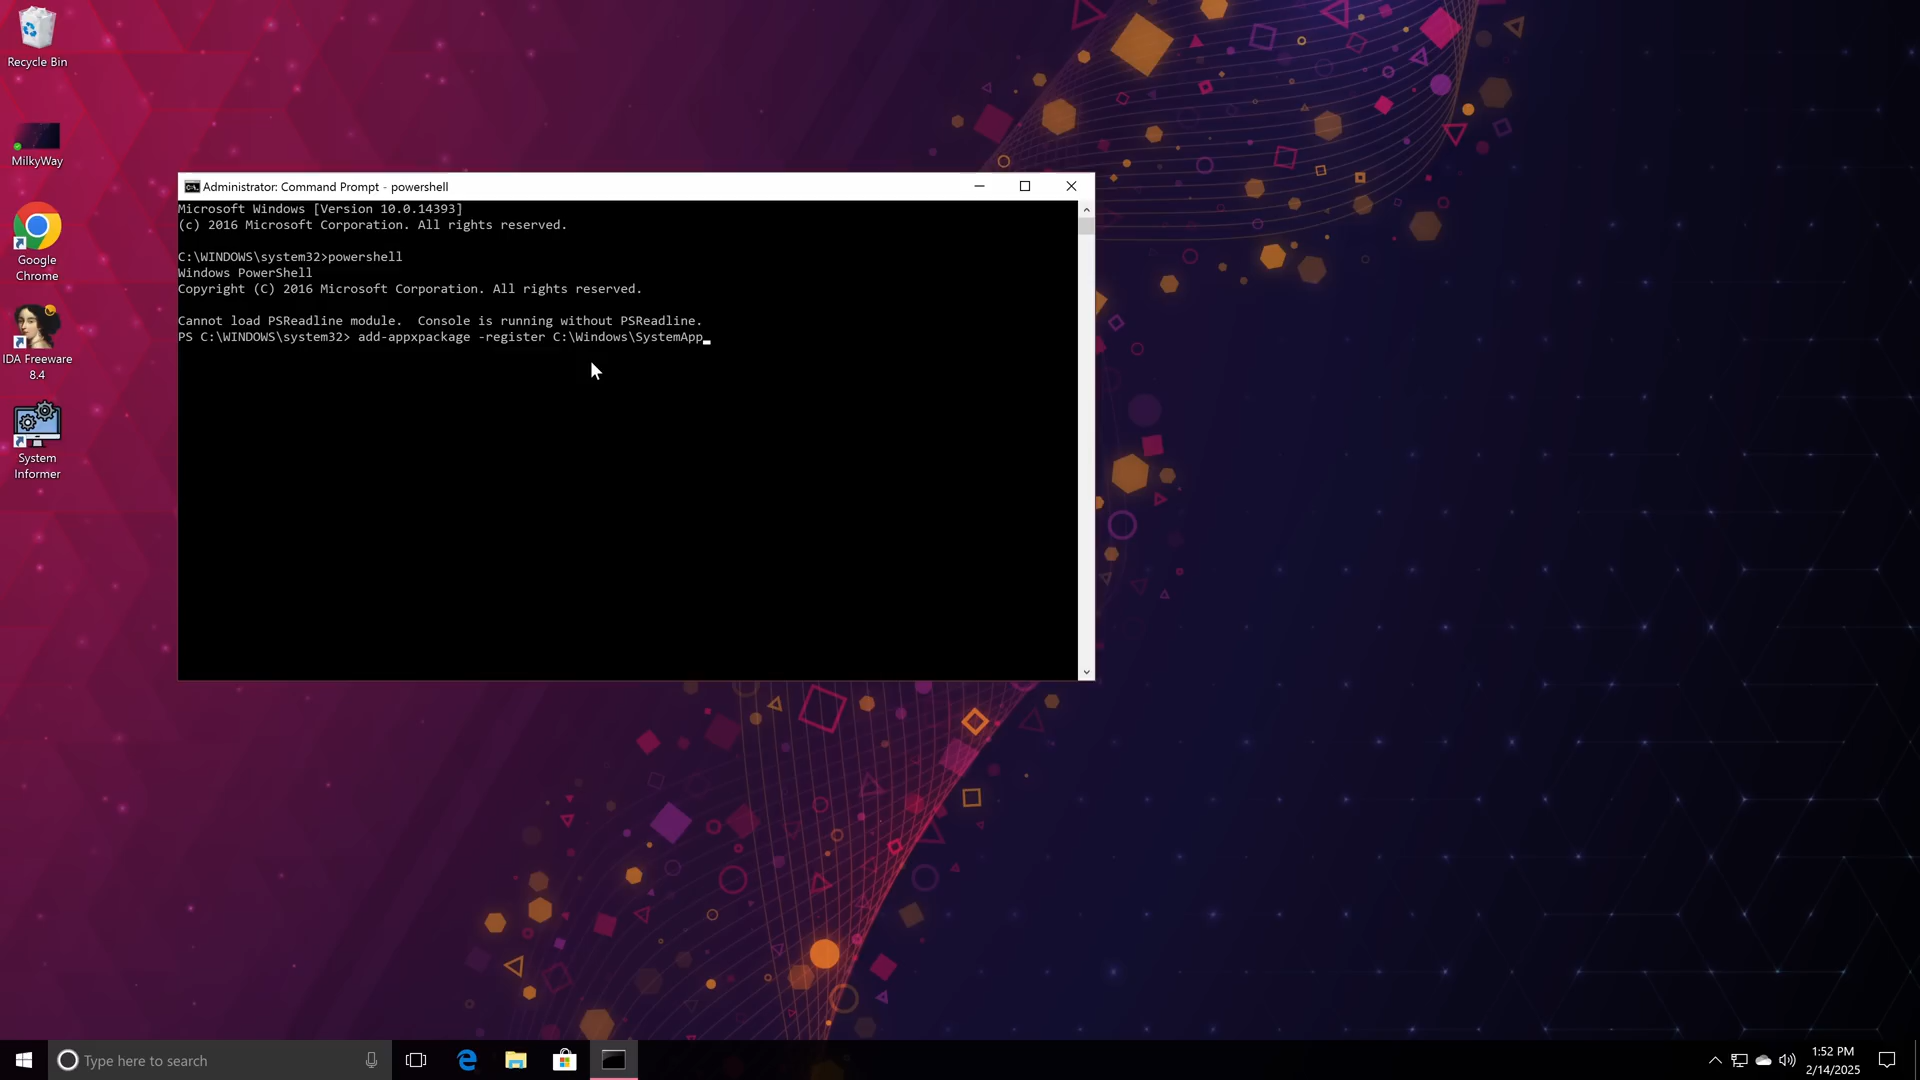 Recycle Bin
MilkyWay
Google
Chrome
IDA Freeware
8.4
System
Informer
Administrator: Command Prompt - powershell
Microsoft Windows [Version 10.0.14393]
(c) 2016 Microsoft Corporation. All rights reserved.
C:\WINDOWS\system32>powershell
Windows PowerShell
Copyright (C) 2016 Microsoft Corporation. All rights reserved.
Cannot load PSReadline module.  Console is running without PSReadline.
PS C:\WINDOWS\system32> add-appxpackage -register C:\Windows\SystemApp
Type here to search
1:52 PM
2/14/2025